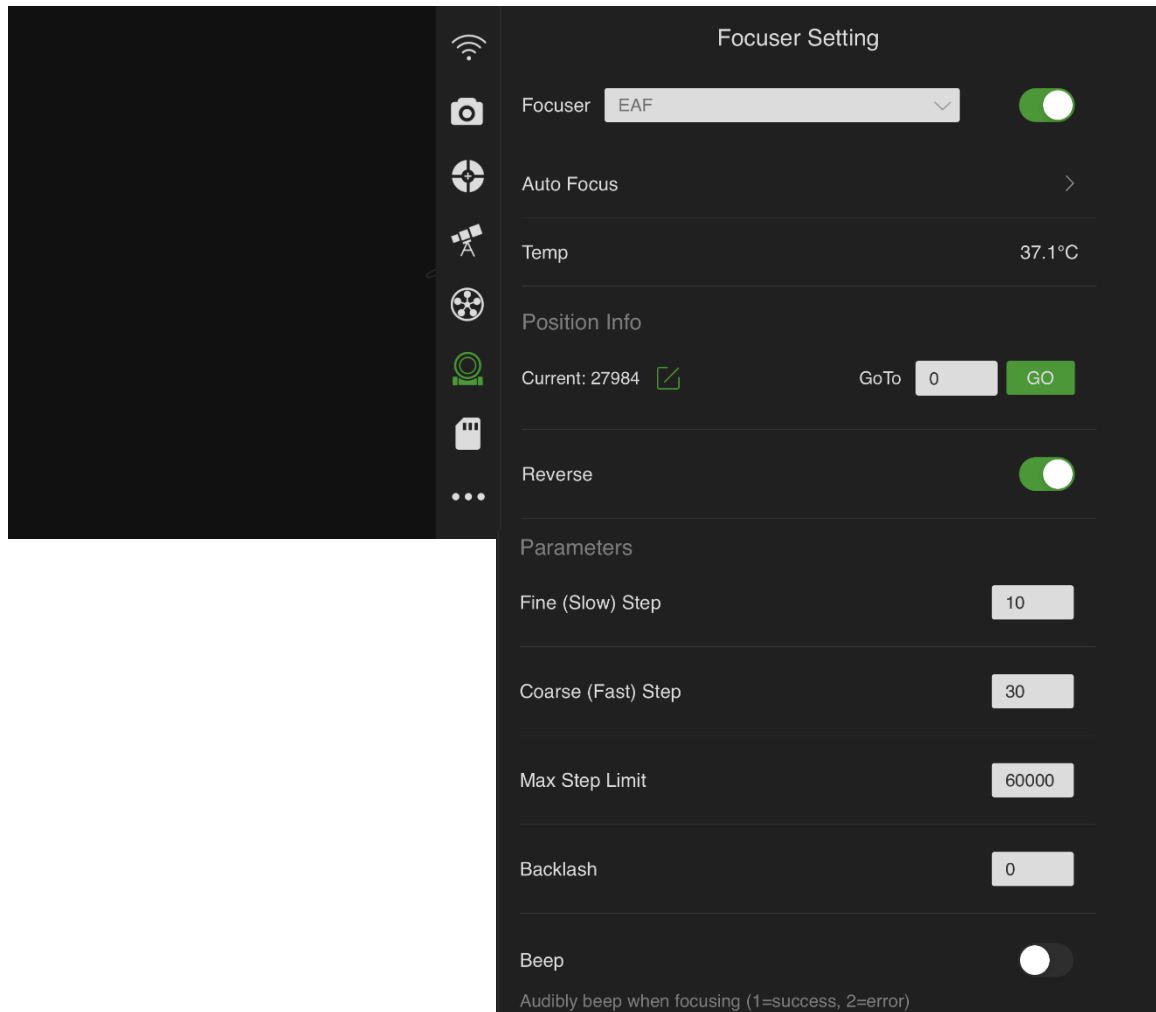 Focuser Setting
Focuser EAF
Auto Focus
Temp 37.1°C
Position Info
Current: 27984 GoTo 0 GO
Reverse
Parameters
Fine (Slow) Step 10
Coarse (Fast) Step 30
Max Step Limit 60000
Backlash 0
Beep
Audibly beep when focusing (1=success, 2=error)